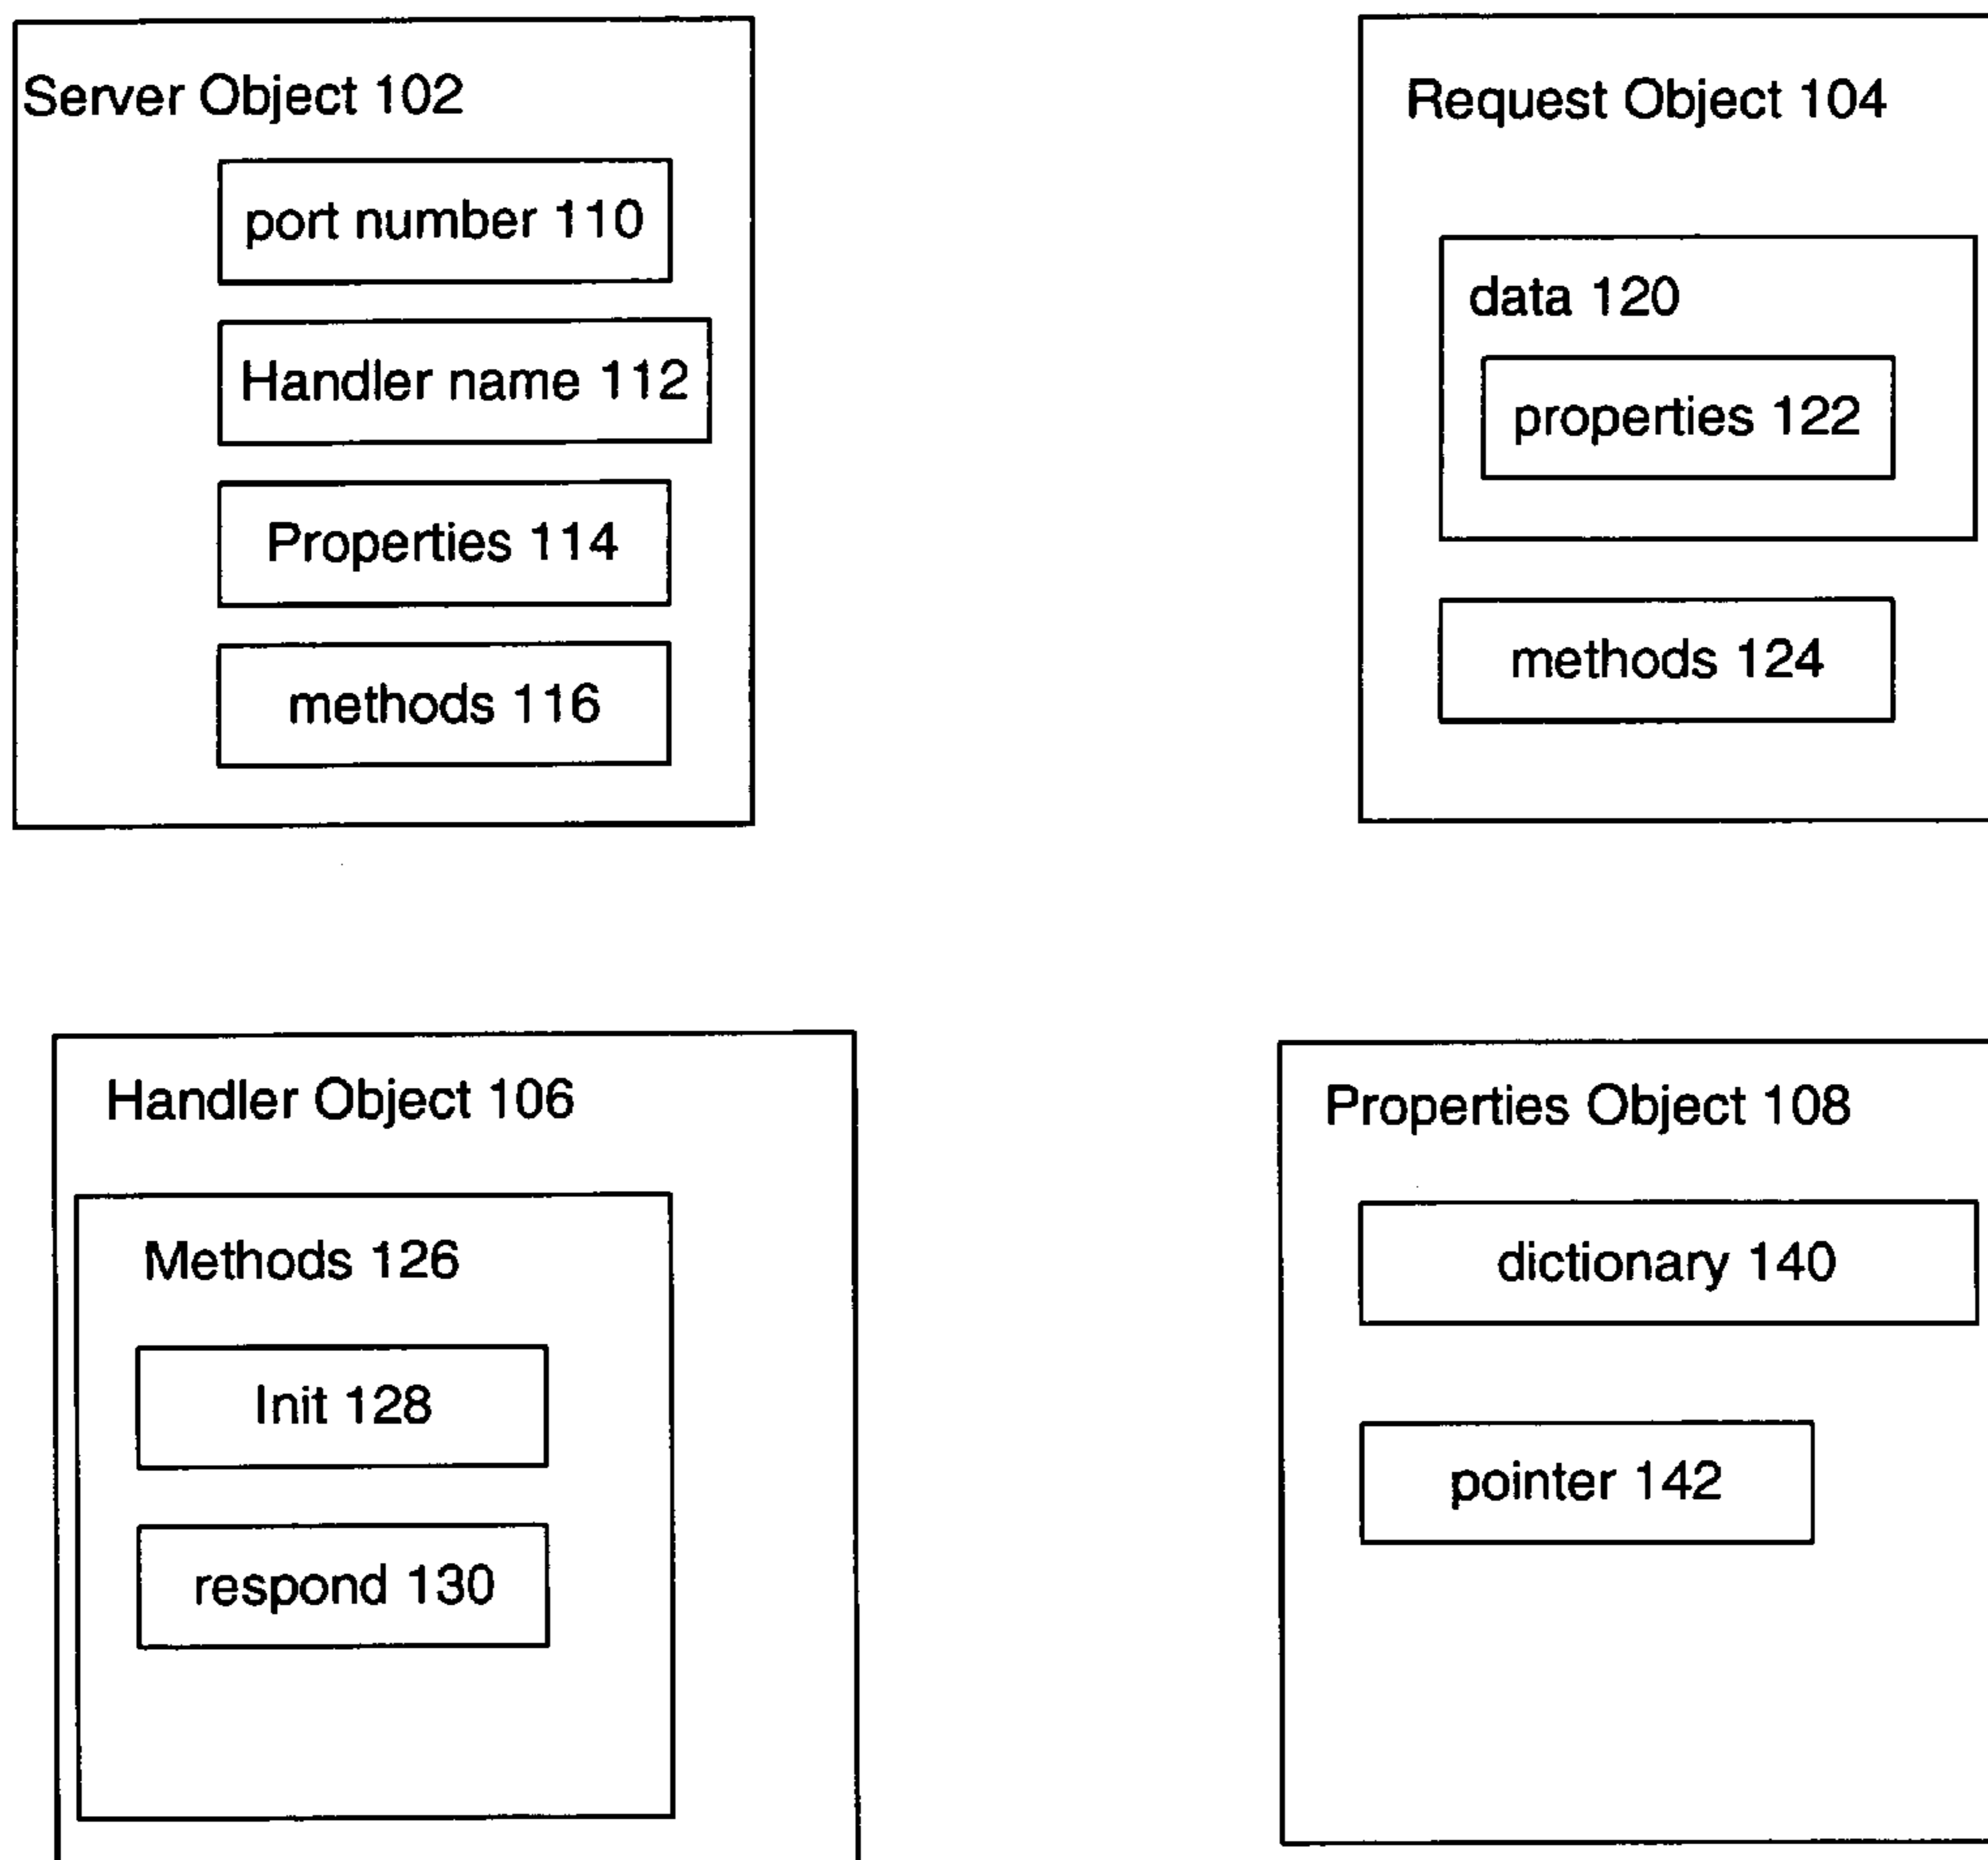 Server Object 102
port number 110
Handler name 112
Properties 114
methods 116
Request Object 104
data 120
properties 122
methods 124
Handler Object 106
Methods 126
Init 128
respond 130
Properties Object 108
dictionary 140
pointer 142